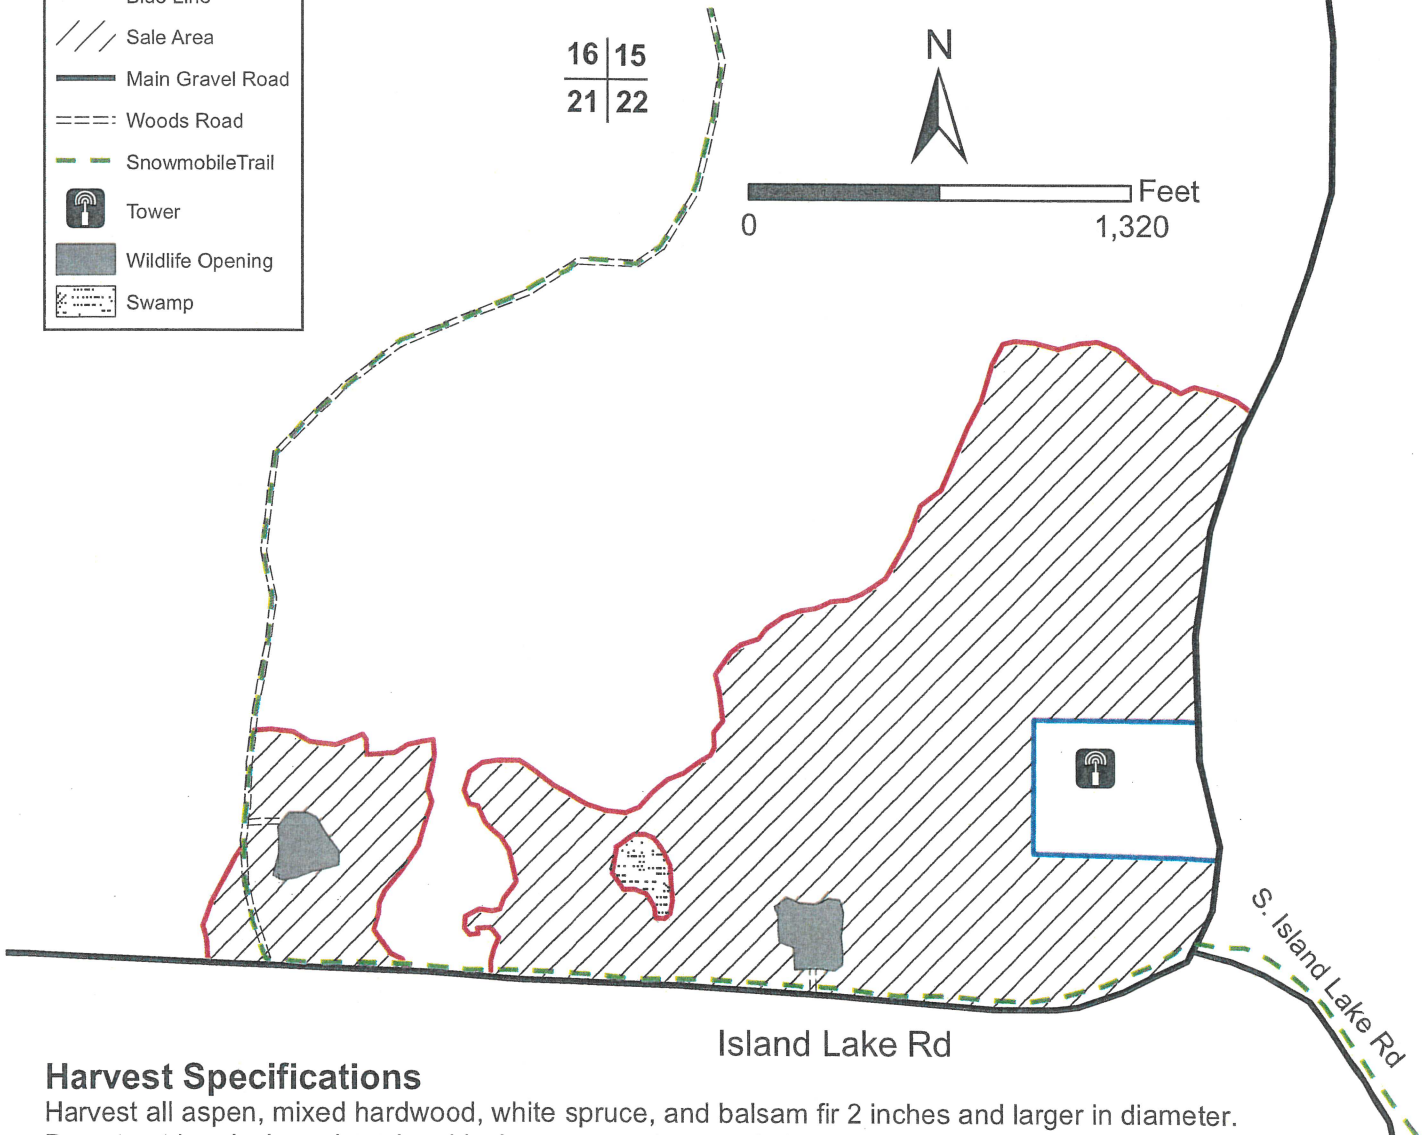 Blue Line
Sale Area
Main Gravel Road
Woods Road
SnowmobileTrail
Tower
Wildlife Opening
Swamp
16 15
21 22
N
Feet
0 1,320
S. Island Lake Rd
Island Lake Rd
Harvest Specifications
Harvest all aspen, mixed hardwood, white spruce, and balsam fir 2 inches and larger in diameter.